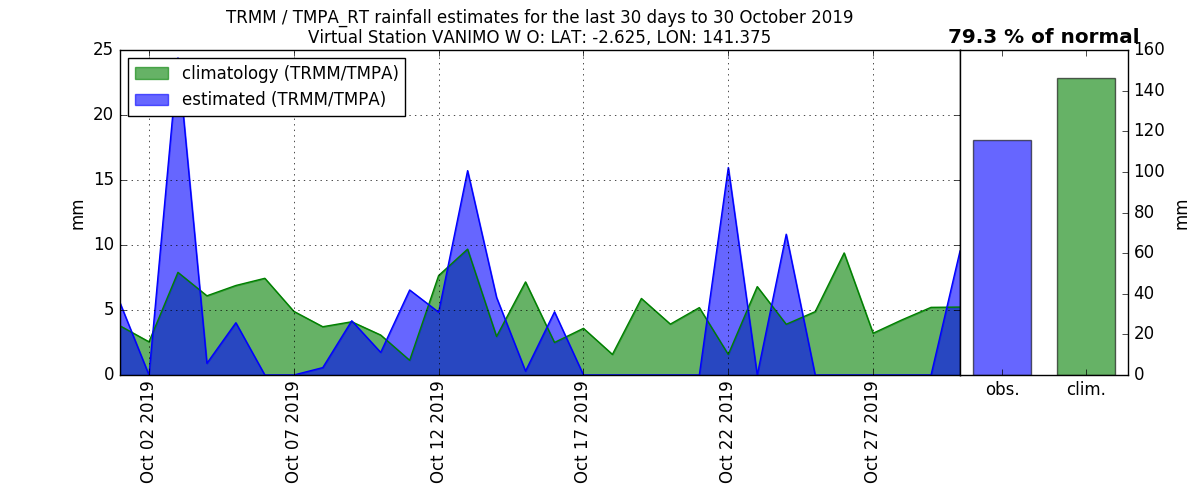 TRMM / TMPA_RT rainfall estimates for the last 30 days to 30 October 2019
Virtual Station VANIMO W O: LAT: -2.625, LON: 141.375
79.3 % of normal
climatology (TRMM/TMPA)
estimated (TRMM/TMPA)
25
20
15
10
5
0
mm
Oct 02 2019
Oct 07 2019
Oct 12 2019
Oct 17 2019
Oct 22 2019
Oct 27 2019
160
140
120
100
80
60
40
20
0
mm
obs.
clim.